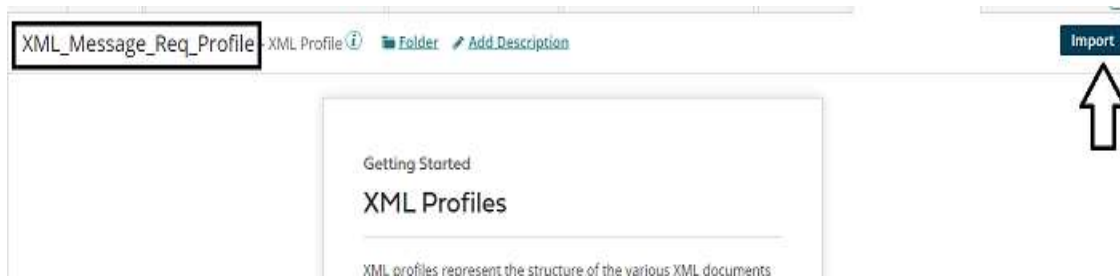 XML_Message_Req_Profile - XML Profile i Folder Add Description
Import
Getting Started
XML Profiles
XML profiles represent the structure of the various XML documents